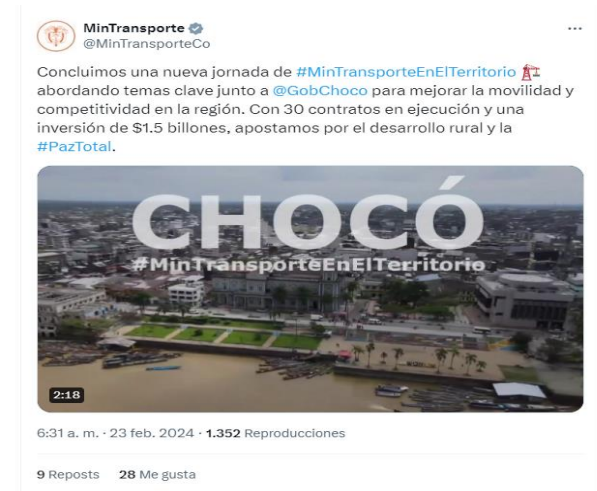 MinTransporte
@MinTransporteCo
Concluimos una nueva jornada de #MinTransporteEnElTerritorio
abordando temas clave junto a @GobChoco para mejorar la movilidad y
competitividad en la región. Con 30 contratos en ejecución y una
inversión de $1.5 billones, apostamos por el desarrollo rural y la
#PazTotal.
CHOCÓ
#MinTransporteEnElTerritorio
2:18
6:31 a. m. · 23 feb. 2024 · 1.352 Reproducciones
9 Reposts 28 Me gusta